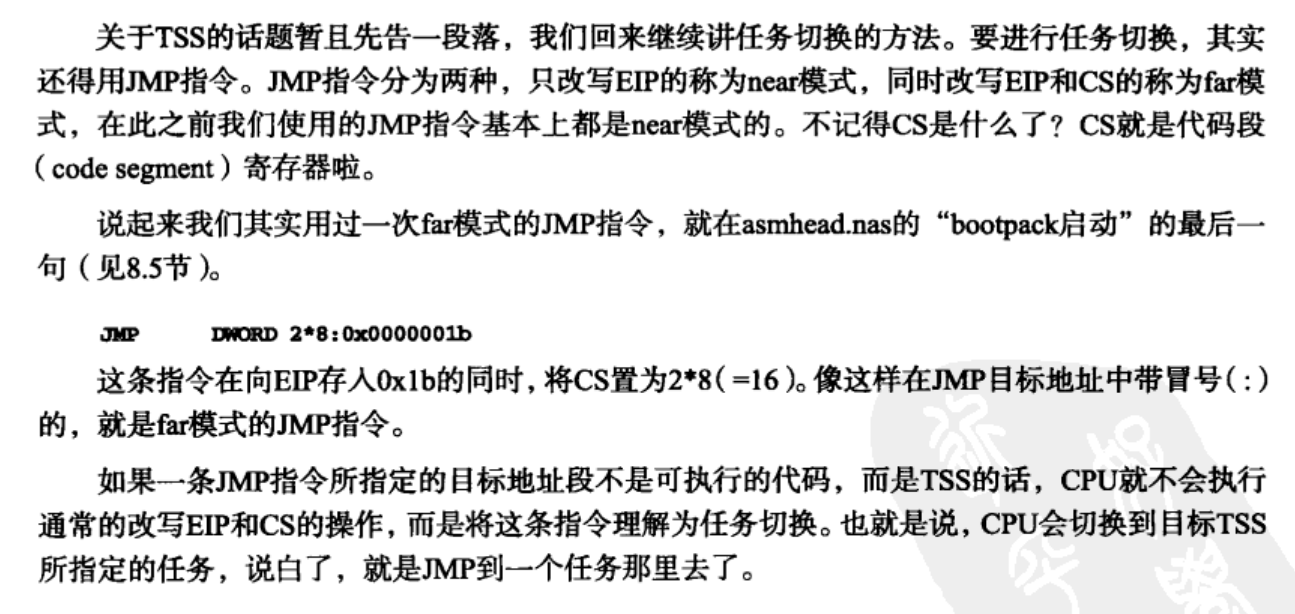 关于TSS的话题暂且先告一段落，我们回来继续讲任务切换的方法。要进行任务切换，其实
还得用JMP指令。JMP指令分为两种，只改写EIP的称为near模式，同时改写EIP和CS的称为far模
式，在此之前我们使用的JMP指令基本上都是near模式的。不记得CS是什么了？CS就是代码段
（code segment）寄存器啦。
说起来我们其实用过一次far模式的JMP指令，就在asmhead.nas的“bootpack启动”的最后一
句（见8.5节）。
JMP DWORD 2*8:0x0000001b
这条指令在向EIP存入0x1b的同时，将CS置为2*8（=16）。像这样在JMP目标地址中带冒号（:）
的，就是far模式的JMP指令。
如果一条JMP指令所指定的目标地址段不是可执行的代码，而是TSS的话，CPU就不会执行
通常的改写EIP和CS的操作，而是将这条指令理解为任务切换。也就是说，CPU会切换到目标TSS
所指定的任务，说白了，就是JMP到一个任务那里去了。